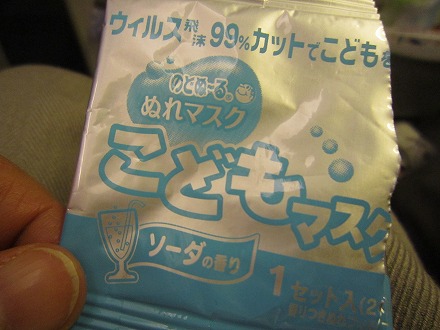 ウィルス飛沫99%カットでこどもを
のどぬ〜る®
ぬれマスク
こどもマスク
ソーダの香り
1セット入(2